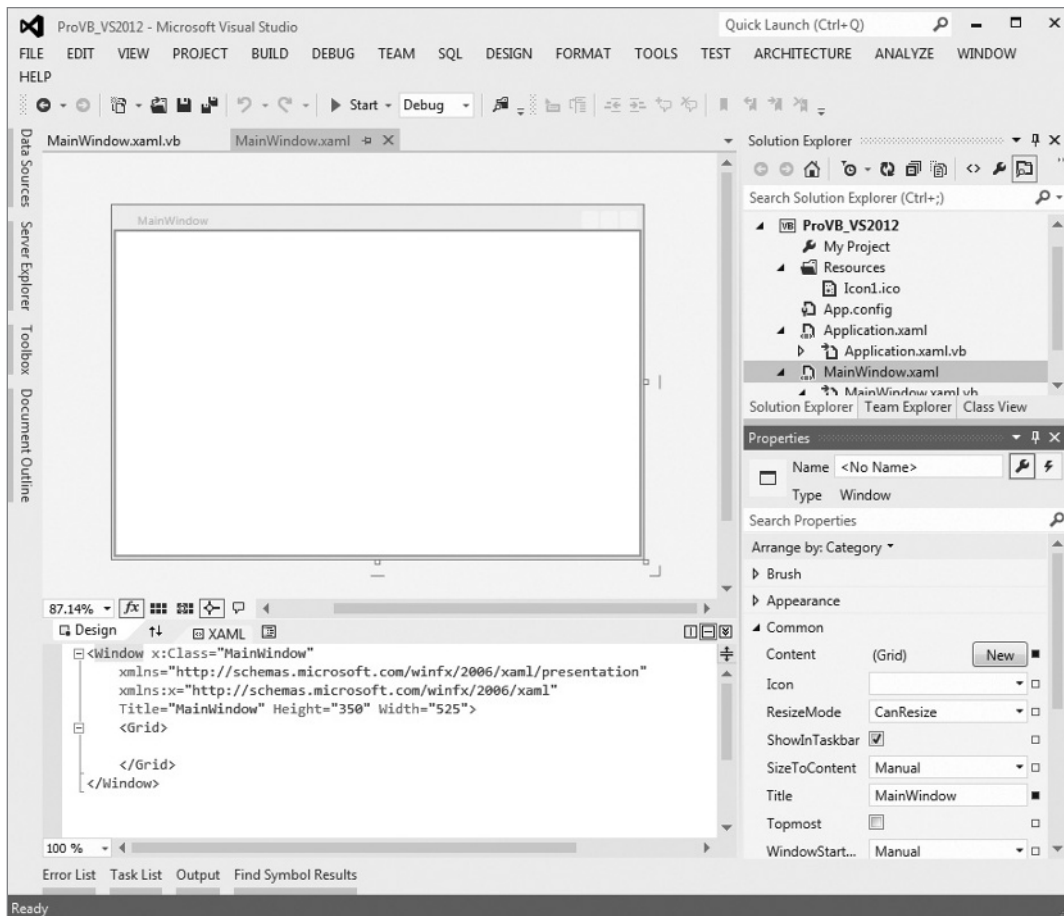 ProVB_VS2012 - Microsoft Visual Studio
Quick Launch (Ctrl+Q)
FILE EDIT VIEW PROJECT BUILD DEBUG TEAM SQL DESIGN FORMAT TOOLS TEST ARCHITECTURE ANALYZE WINDOW
HELP
Start Debug
Data Sources
Server Explorer
Toolbox
Document Outline
MainWindow.xaml.vb MainWindow.xaml
MainWindow
87.14% fx
Design XAML
<Window x:Class="MainWindow"
xmlns="http://schemas.microsoft.com/winfx/2006/xaml/presentation"
xmlns:x="http://schemas.microsoft.com/winfx/2006/xaml"
Title="MainWindow" Height="350" Width="525">
<Grid>
</Grid>
</Window>
100 %
Solution Explorer
Search Solution Explorer (Ctrl+;)
VB ProVB_VS2012
My Project
Resources
Icon1.ico
App.config
Application.xaml
Application.xaml.vb
MainWindow.xaml
MainWindow.xaml.vb
Solution Explorer Team Explorer Class View
Properties
Name <No Name>
Type Window
Search Properties
Arrange by: Category
Brush
Appearance
Common
Content (Grid) New
Icon
ResizeMode CanResize
ShowInTaskbar
SizeToContent Manual
Title MainWindow
Topmost
WindowStart... Manual
Error List Task List Output Find Symbol Results
Ready